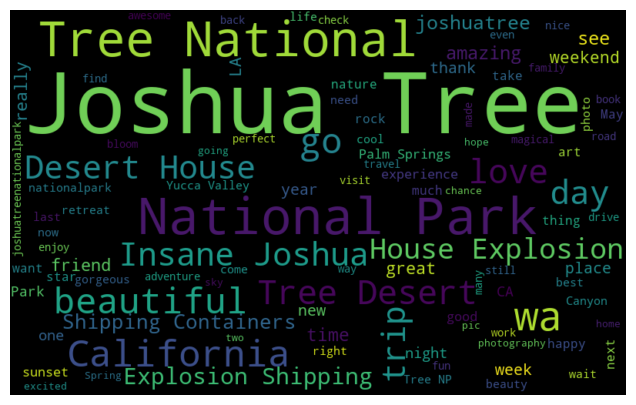 awesome
back
life
check
even
nice
Tree National
joshuatree
see
amazing
weekend
LA
thank
take
find
nature
need
book
really
Joshua Tree
made
photo
May
family
rock
hope
magical
road
bloom
perfect
go
cool
art
going
Palm Springs
Desert House
travel
love
experience
nationalpark
Yucca Valley
visit
day
year
much
chance
joshuatreenationalpark
retreat
National Park
last
thing
drive
now
enjoy
Insane Joshua
House Explosion
want
friend
come
way
great
still
place
star
gorgeous
adventure
sky
many
best
Park
beautiful
Tree Desert
CA
Canyon
new
trip
wa
Shipping Containers
good
pic
one
time
work
home
two
right
night
photography
happy
next
California
fun
sunset
Spring
Explosion Shipping
week
wait
excited
Tree NP
beauty